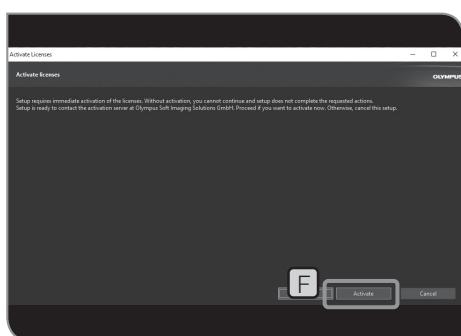 Activate Licenses
Activate licenses
OLYMPUS
Setup requires immediate activation of the licenses. Without activation, you cannot continue and setup does not complete the requested actions.
Setup is ready to contact the activation server at Olympus Soft Imaging Solutions GmbH. Proceed if you want to activate now. Otherwise, cancel this setup.
F
Activate
Cancel